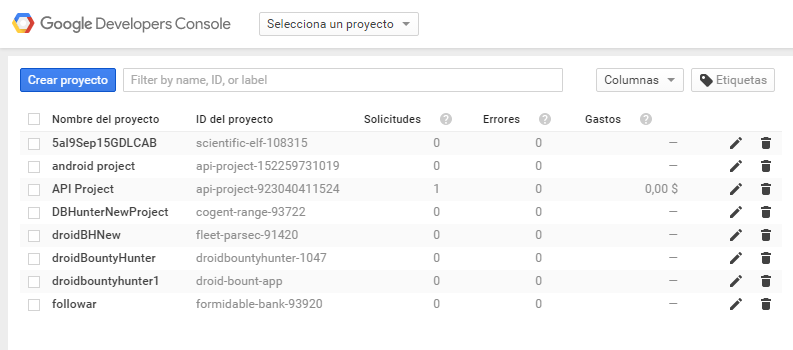 Google Developers Console Selecciona un proyecto
Crear proyecto Filter by name, ID, or label Columnas Etiquetas
Nombre del proyecto ID del proyecto Solicitudes ? Errores ? Gastos ?
5al9Sep15GDLCAB scientific-elf-108315 0 0 —
android project api-project-152259731019 0 0 —
API Project api-project-923040411524 1 0 0,00 $
DBHunterNewProject cogent-range-93722 0 0 —
droidBHNew fleet-parsec-91420 0 0 —
droidBountyHunter droidbountyhunter-1047 0 0 —
droidbountyhunter1 droid-bount-app 0 0 —
followar formidable-bank-93920 0 0 —